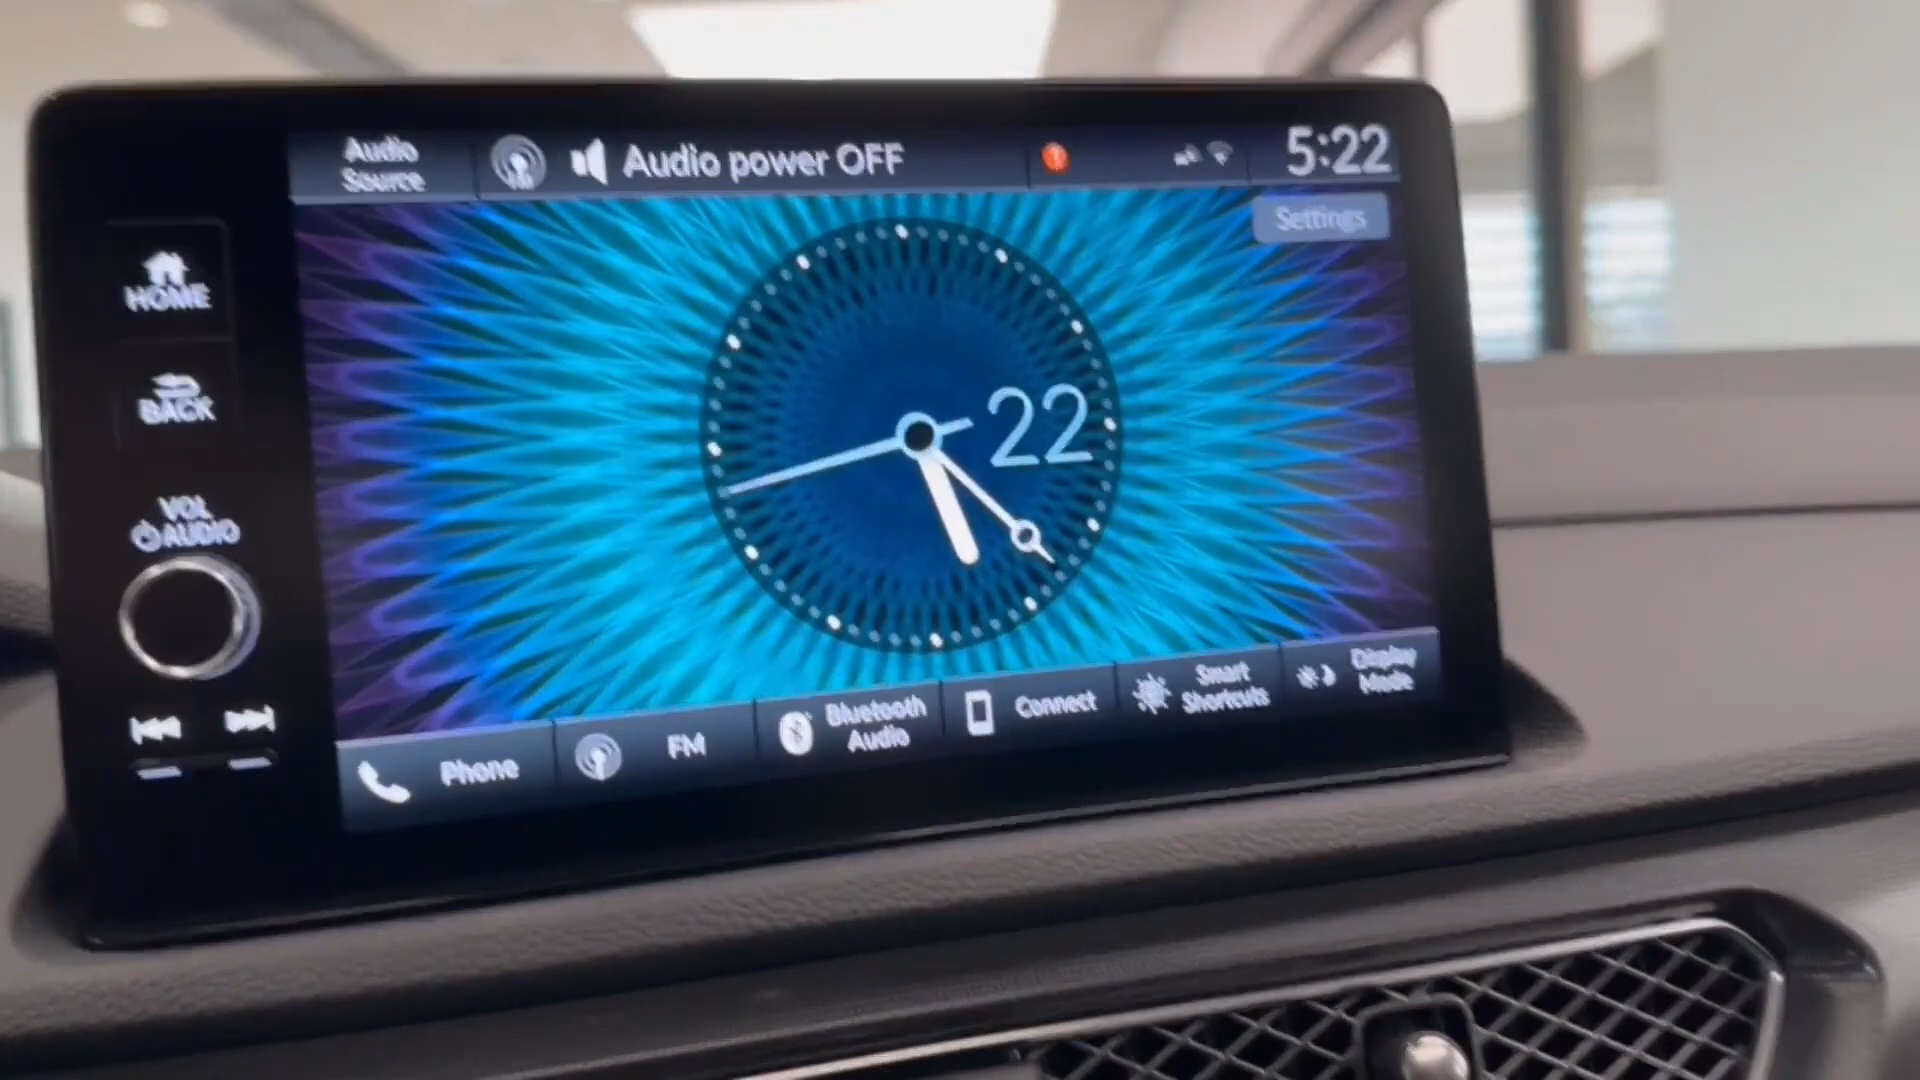 Audio
Source
Audio power OFF
5:22
Settings
HOME
BACK
VOL
AUDIO
22
Phone
FM
Bluetooth
Audio
Connect
Smart
Shortcuts
Display
Mode